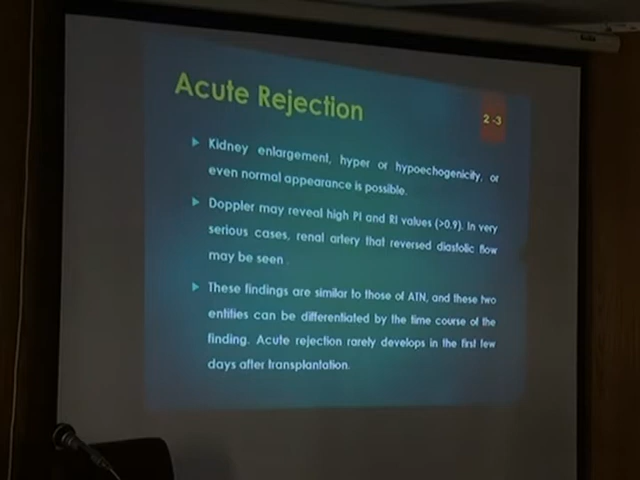 Acute Rejection
2 -3
Kidney enlargement, hyper or hypoechogenicity, or
even normal appearance is possible.
Doppler may reveal high PI and RI values (>0.9). In very
serious cases, renal artery that reversed diastolic flow
may be seen .
These findings are similar to those of ATN, and these two
entities can be differentiated by the time course of the
finding. Acute rejection rarely develops in the first few
days after transplantation.